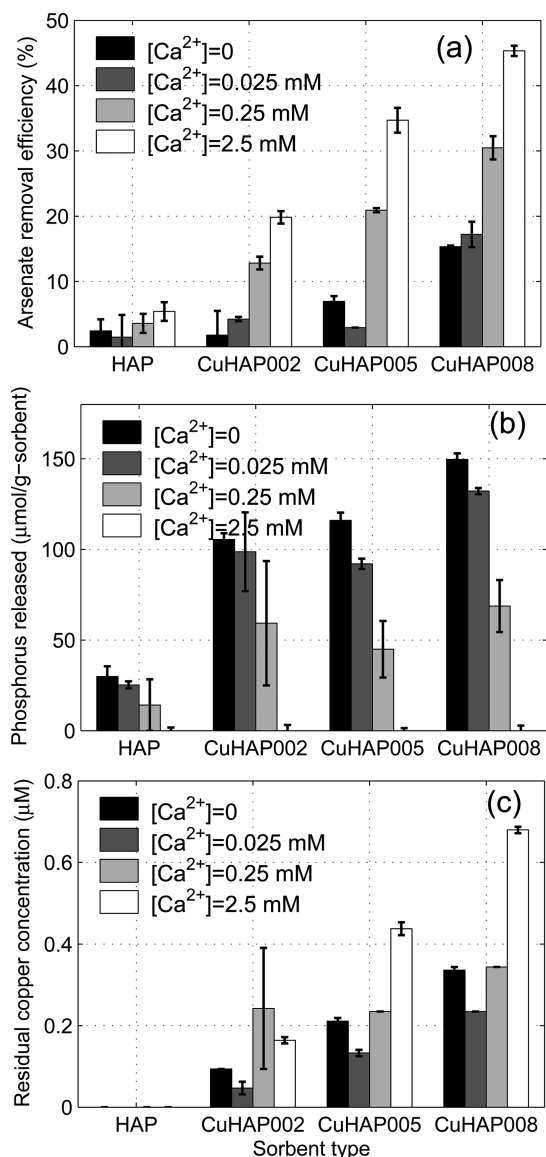 50
40
30
20
10
0
Arsenate removal efficiency (%)
(a)
[Ca²⁺]=0
[Ca²⁺]=0.025 mM
[Ca²⁺]=0.25 mM
[Ca²⁺]=2.5 mM
HAP CuHAP002 CuHAP005 CuHAP008
150
100
50
0
Phosphorus released (μmol/g−sorbent)
(b)
[Ca²⁺]=0
[Ca²⁺]=0.025 mM
[Ca²⁺]=0.25 mM
[Ca²⁺]=2.5 mM
HAP CuHAP002 CuHAP005 CuHAP008
0.8
0.6
0.4
0.2
0
Residual copper concentration (μM)
(c)
[Ca²⁺]=0
[Ca²⁺]=0.025 mM
[Ca²⁺]=0.25 mM
[Ca²⁺]=2.5 mM
HAP CuHAP002 CuHAP005 CuHAP008
Sorbent type